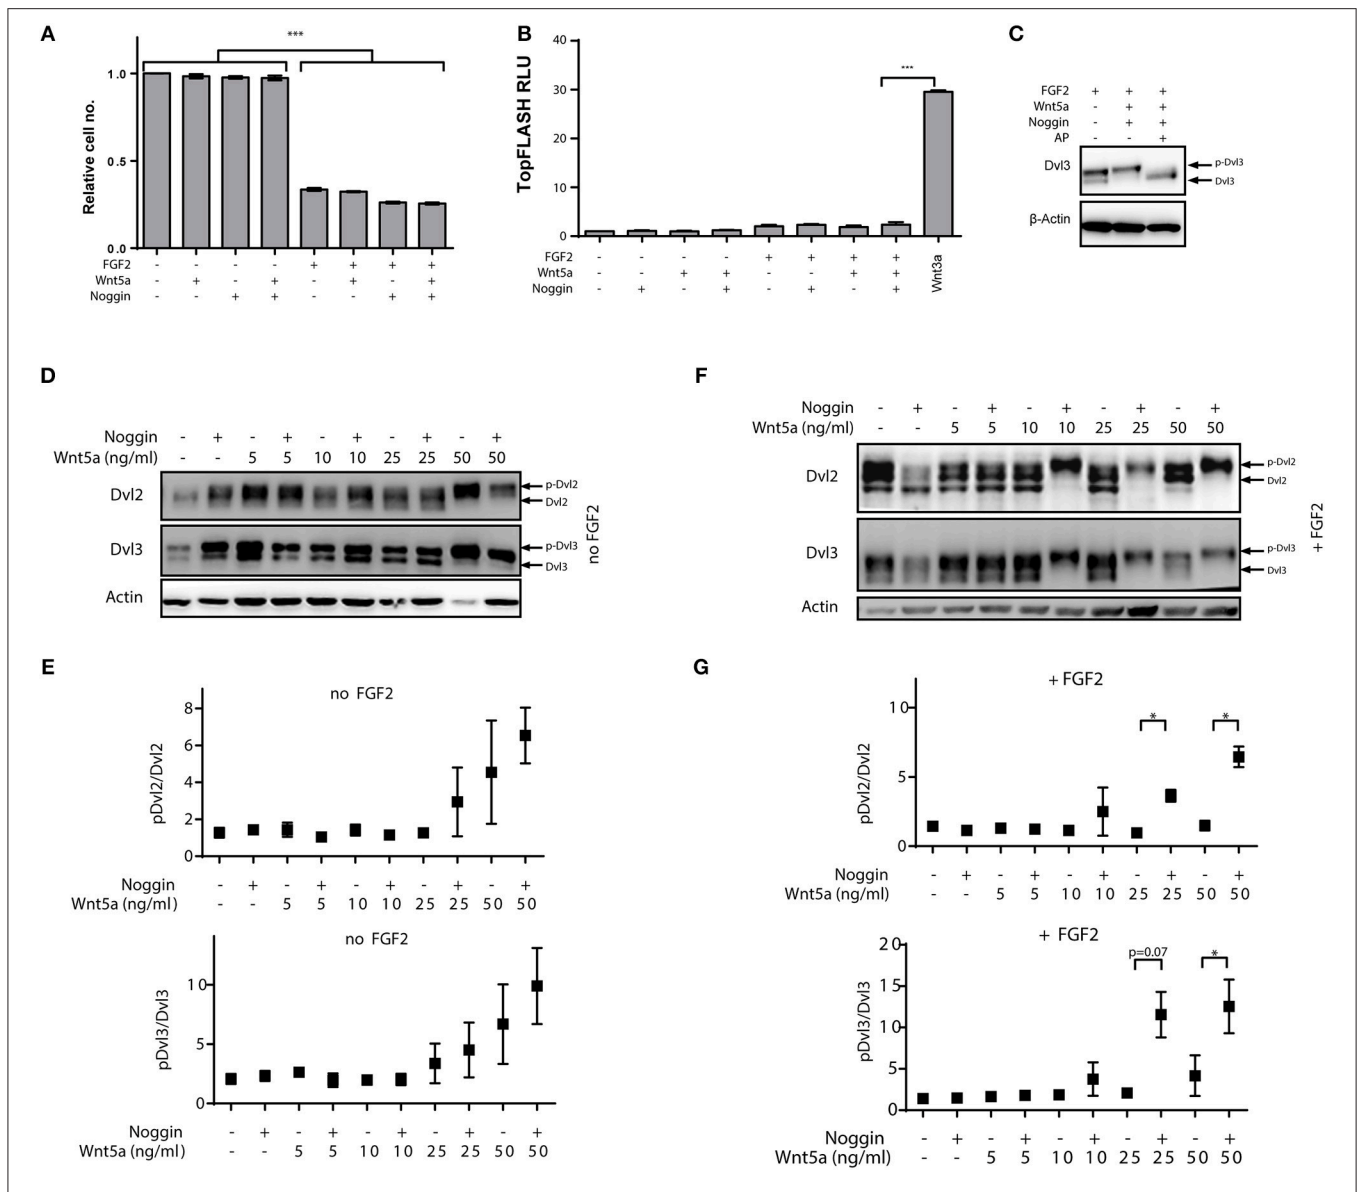 A
***
Relative cell no.
1.0
0.5
0.0
FGF2 - - - - + + + +
Wnt5a - + - + - + - +
Noggin - - + + - - + +
B
TopFLASH RLU
40
30
20
10
0
***
FGF2 - - - - + + + +
Wnt5a - - + + - - + +
Noggin - + - + - + - +
Wnt3a
C
FGF2 + + +
Wnt5a - + +
Noggin - + +
AP - - +
Dvl3
p-Dvl3
Dvl3
β-Actin
D
Noggin - + - + - + - + - +
Wnt5a (ng/ml) - - 5 5 10 10 25 25 50 50
Dvl2
p-Dvl2
Dvl2
Dvl3
p-Dvl3
Dvl3
Actin
no FGF2
F
Noggin - + - + - + - + - +
Wnt5a (ng/ml) - - 5 5 10 10 25 25 50 50
Dvl2
p-Dvl2
Dvl2
Dvl3
p-Dvl3
Dvl3
Actin
+ FGF2
E
no FGF2
pDvl2/Dvl2
8
6
4
2
0
Noggin - + - + - + - + - +
Wnt5a (ng/ml) - - 5 5 10 10 25 25 50 50
no FGF2
pDvl3/Dvl3
10
5
0
Noggin - + - + - + - + - +
Wnt5a (ng/ml) - - 5 5 10 10 25 25 50 50
G
+ FGF2
pDvl2/Dvl2
10
5
0
* *
Noggin - + - + - + - + - +
Wnt5a (ng/ml) - - 5 5 10 10 25 25 50 50
+ FGF2
pDvl3/Dvl3
20
15
10
5
0
p=0.07 *
Noggin - + - + - + - + - +
Wnt5a (ng/ml) - - 5 5 10 10 25 25 50 50